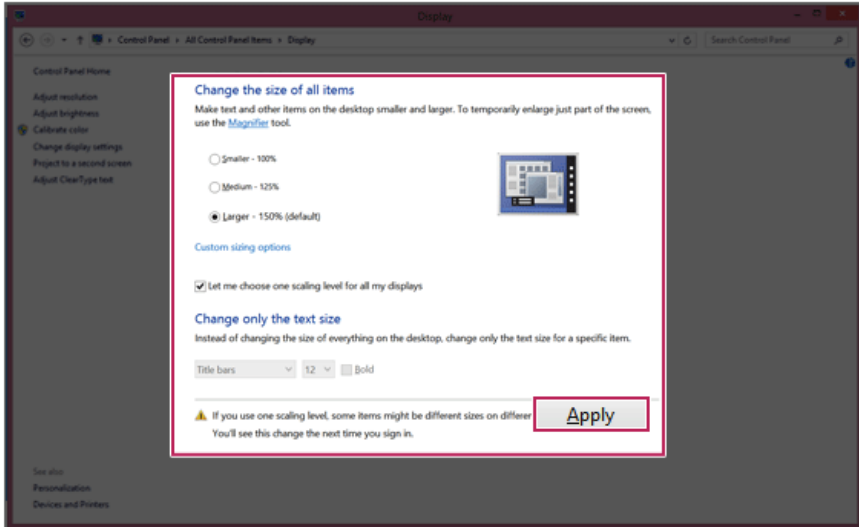 Display
Control Panel ▸ All Control Panel Items ▸ Display
Search Control Panel
Control Panel Home
Adjust resolution
Adjust brightness
Calibrate color
Change display settings
Project to a second screen
Adjust ClearType text
Change the size of all items
Make text and other items on the desktop smaller and larger. To temporarily enlarge just part of the screen,
use the Magnifier tool.
Smaller - 100%
Medium - 125%
Larger - 150% (default)
Custom sizing options
Let me choose one scaling level for all my displays
Change only the text size
Instead of changing the size of everything on the desktop, change only the text size for a specific item.
Title bars 12 Bold
If you use one scaling level, some items might be different sizes on differer
You'll see this change the next time you sign in.
Apply
See also
Personalization
Devices and Printers